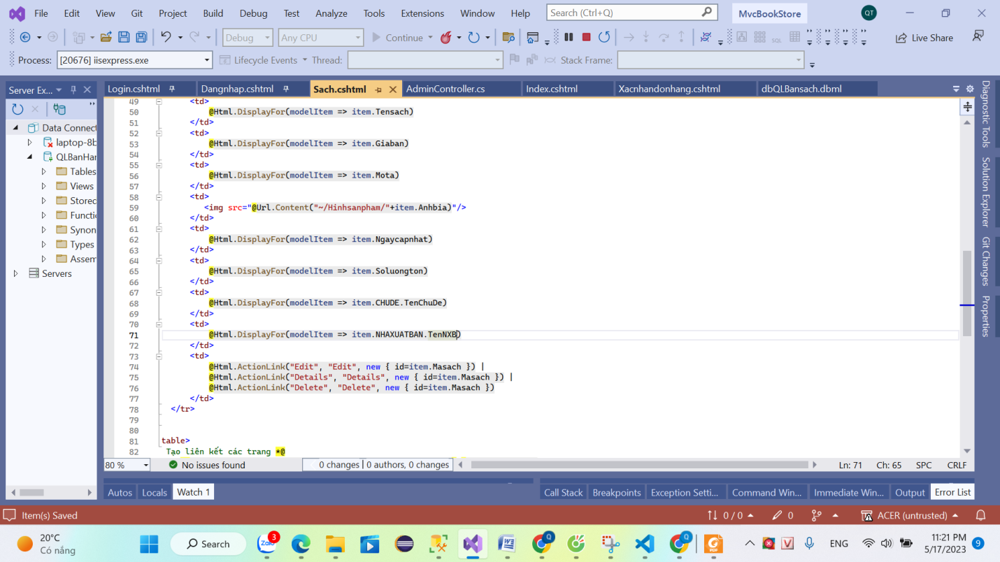 File Edit View Git Project Build Debug Test Analyze Tools Extensions Window Help Search (Ctrl+Q) MvcBookStore QT
Debug Any CPU Continue SQL Live Share
Process: [20676] iisexpress.exe Lifecycle Events Thread: Stack Frame:
Server Ex...
Data Connect
laptop-8b
QLBanHar
Tables
Views
Storec
Functi
Synon
Types
Assem
Servers
Login.cshtml Dangnhap.cshtml Sach.cshtml AdminController.cs Index.cshtml Xacnhandonhang.cshtml dbQLBansach.dbml
49 <td>
50 @Html.DisplayFor(modelItem => item.Tensach)
51 </td>
52 <td>
53 @Html.DisplayFor(modelItem => item.Giaban)
54 </td>
55 <td>
56 @Html.DisplayFor(modelItem => item.Mota)
57 </td>
58 <td>
59 <img src="@Url.Content("~/Hinhsanpham/"+item.Anhbia)"/>
60 </td>
61 <td>
62 @Html.DisplayFor(modelItem => item.Ngaycapnhat)
63 </td>
64 <td>
65 @Html.DisplayFor(modelItem => item.Soluongton)
66 </td>
67 <td>
68 @Html.DisplayFor(modelItem => item.CHUDE.TenChuDe)
69 </td>
70 <td>
71 @Html.DisplayFor(modelItem => item.NHAXUATBAN.TenNXB)
72 </td>
73 <td>
74 @Html.ActionLink("Edit", "Edit", new { id=item.Masach }) |
75 @Html.ActionLink("Details", "Details", new { id=item.Masach }) |
76 @Html.ActionLink("Delete", "Delete", new { id=item.Masach })
77 </td>
78 </tr>
79
80
81 table>
82 Tạo liên kết các trang *@
Diagnostic Tools
Solution Explorer
Git Changes
Properties
80 % No issues found 0 changes | 0 authors, 0 changes Ln: 71 Ch: 65 SPC CRLF
Autos Locals Watch 1 Call Stack Breakpoints Exception Setti... Command Win... Immediate Win... Output Error List
Item(s) Saved 0 / 0 0 ACER (untrusted)
20°C
Có nắng
Search
Zalo 3
Q
Q
PDF
V
ENG
11:21 PM
5/17/2023
9